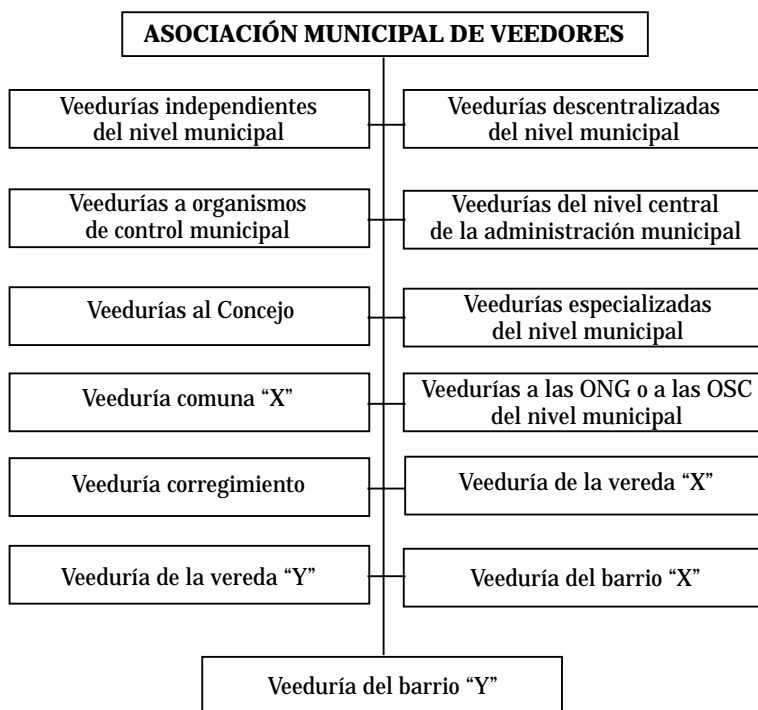 ASOCIACIÓN MUNICIPAL DE VEEDORES
Veedurías independientes
del nivel municipal
Veedurías descentralizadas
del nivel municipal
Veedurías a organismos
de control municipal
Veedurías del nivel central
de la administración municipal
Veedurías al Concejo
Veedurías especializadas
del nivel municipal
Veeduría comuna “X”
Veedurías a las ONG o a las OSC
del nivel municipal
Veeduría corregimiento
Veeduría de la vereda “X”
Veeduría de la vereda “Y”
Veeduría del barrio “X”
Veeduría del barrio “Y”